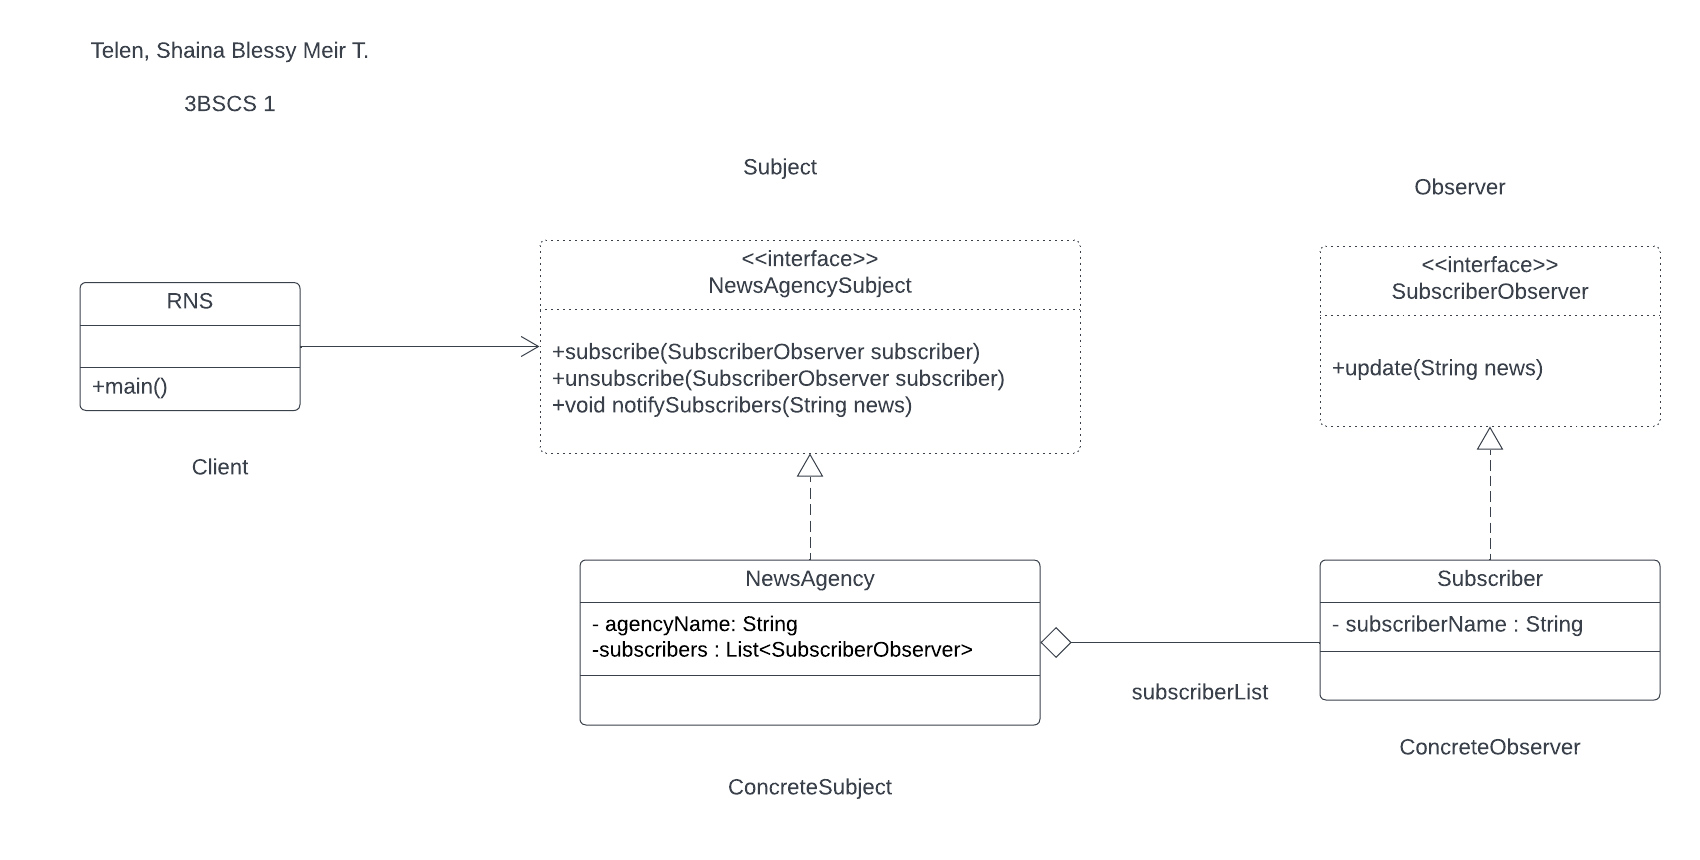 Telen, Shaina Blessy Meir T.
3BSCS 1
Subject
Observer
<<interface>>
NewsAgencySubject
+subscribe(SubscriberObserver subscriber)
+unsubscribe(SubscriberObserver subscriber)
+void notifySubscribers(String news)
<<interface>>
SubscriberObserver
+update(String news)
RNS
+main()
Client
NewsAgency
- agencyName: String
-subscribers : List<SubscriberObserver>
subscriberList
Subscriber
- subscriberName : String
ConcreteObserver
ConcreteSubject